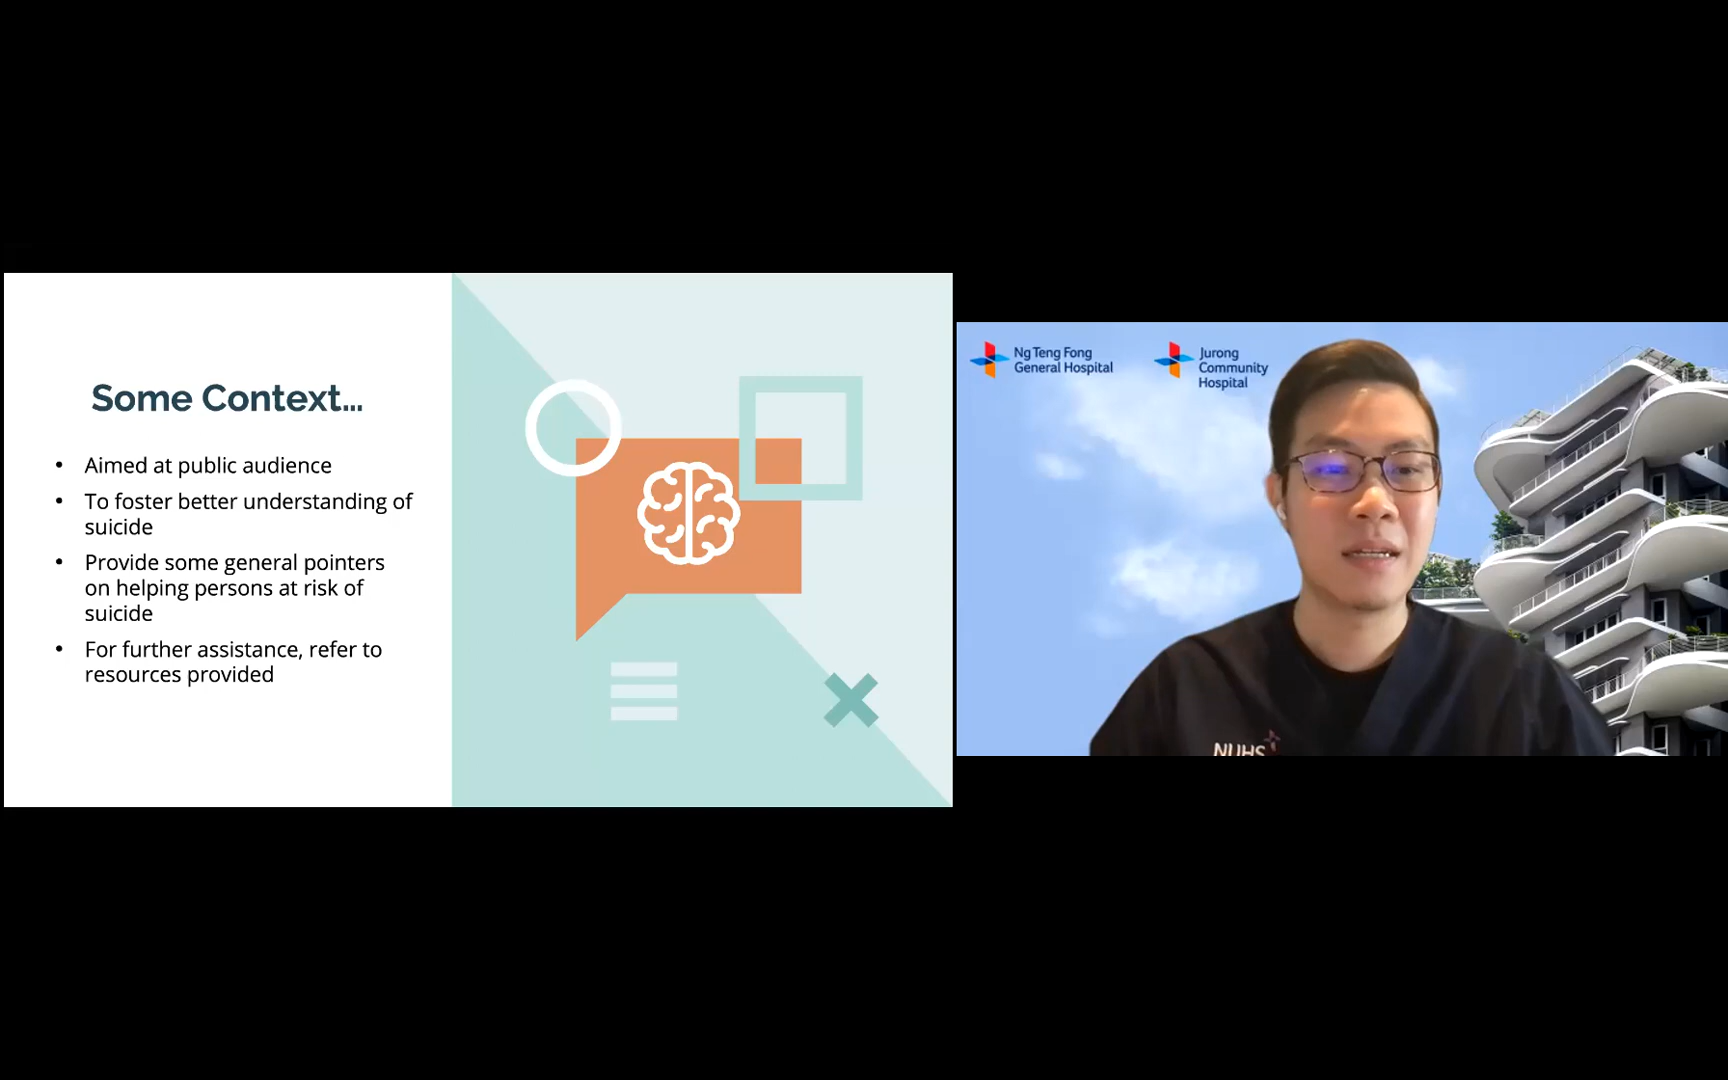 Some Context...
• Aimed at public audience
• To foster better understanding of
suicide
• Provide some general pointers
on helping persons at risk of
suicide
• For further assistance, refer to
resources provided
Ng Teng Fong
General Hospital
Jurong
Community
Hospital
NUHS